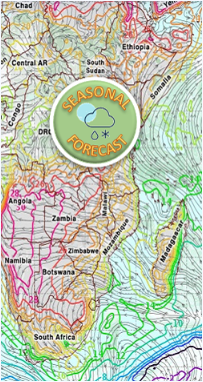 Chad
Ethiopia
Central AR
South
Sudan
Somalia
SEASONAL
FORECAST
Congo
DRC
Angola
Zambia
Malawi
Mozambique
Zimbabwe
Madagascar
Namibia
Botswana
South Africa